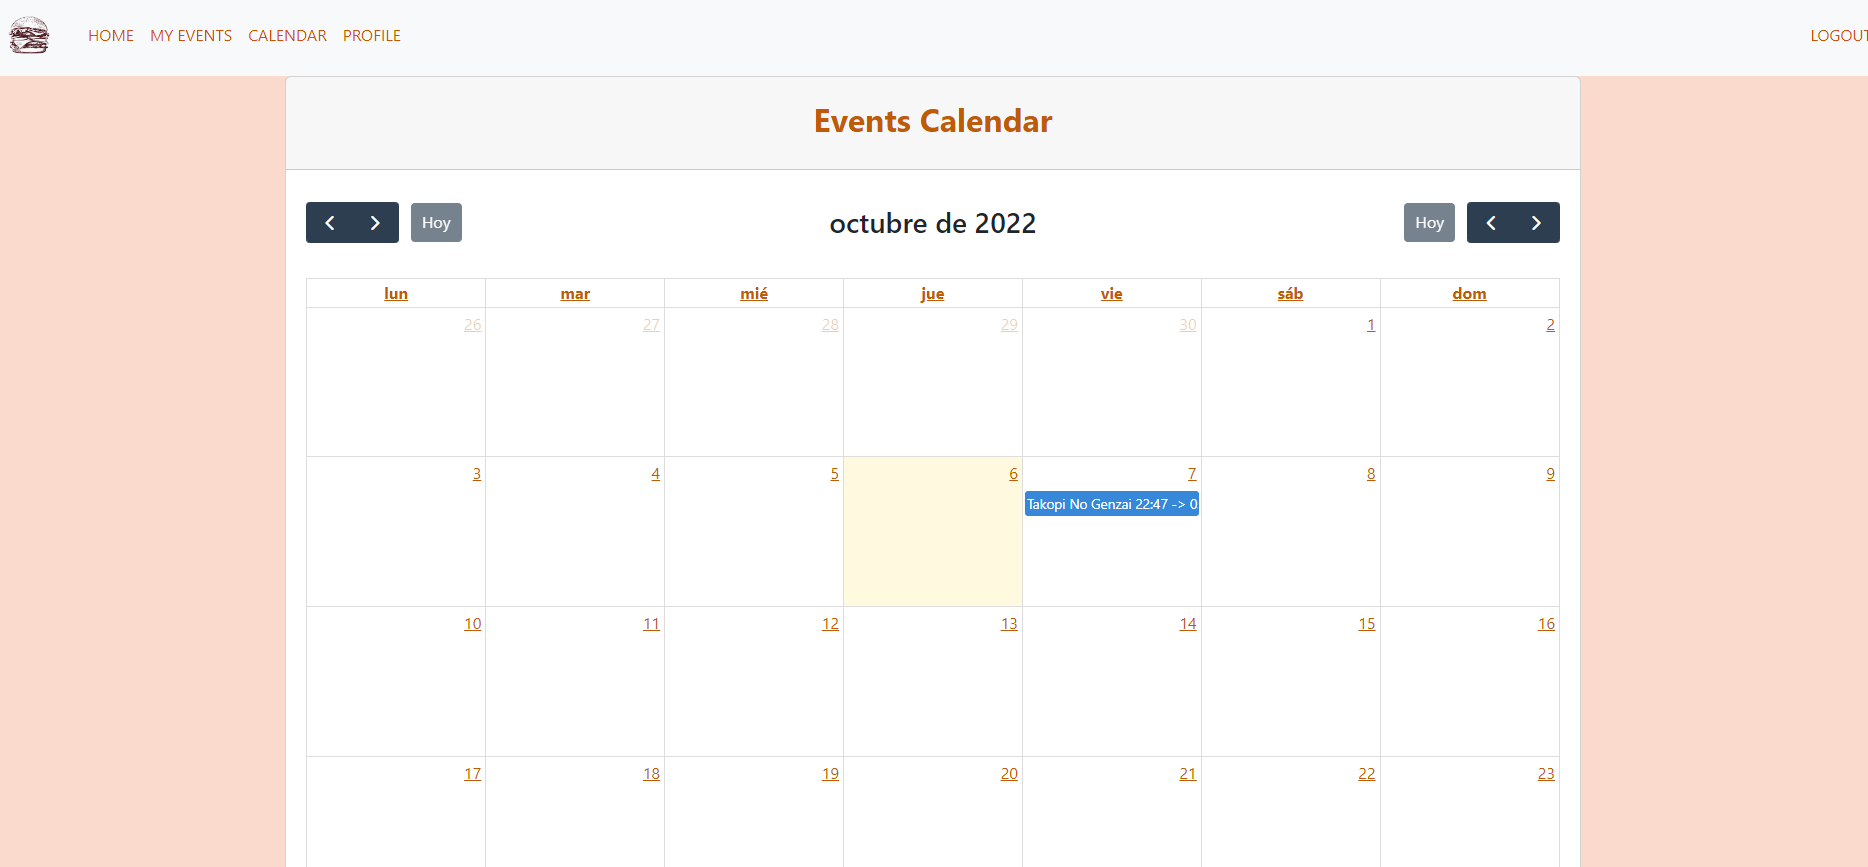 HOME MY EVENTS CALENDAR PROFILE LOGOUT
Events Calendar
Hoy octubre de 2022 Hoy
lun mar mié jue vie sáb dom
26 27 28 29 30 1 2
3 4 5 6 7 8 9
Takopi No Genzai 22:47 -> 0
10 11 12 13 14 15 16
17 18 19 20 21 22 23